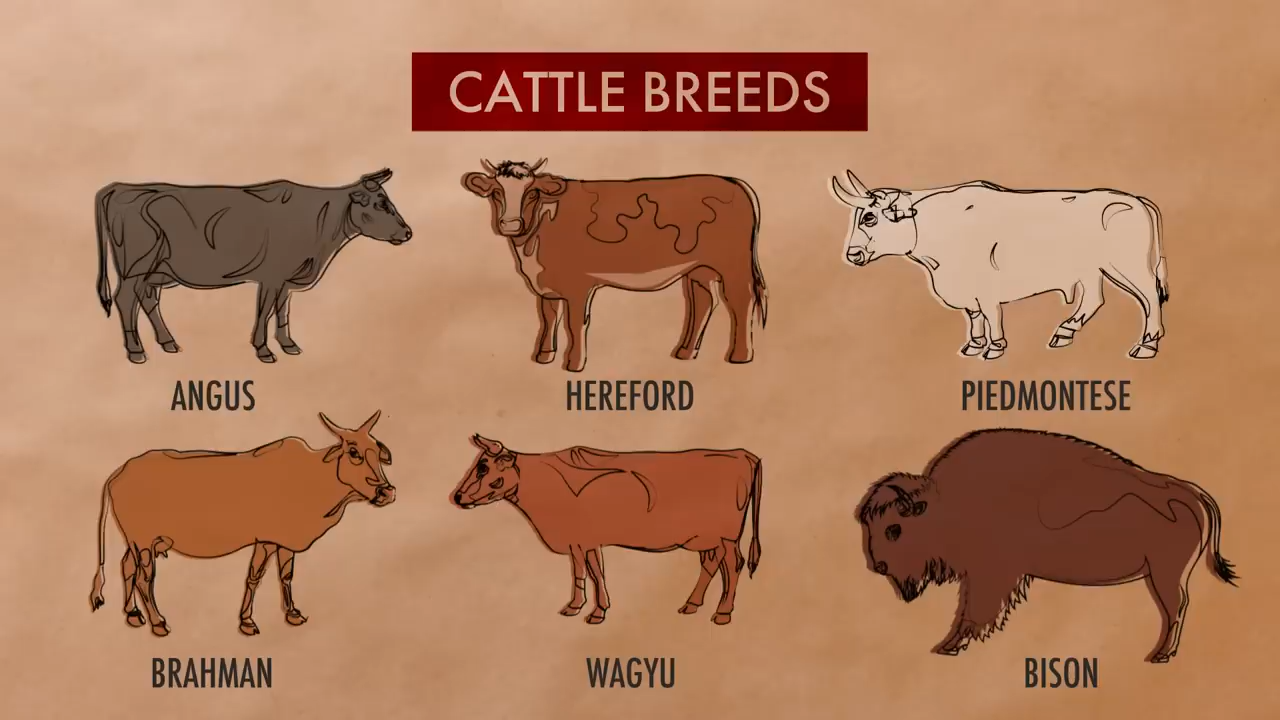 CATTLE BREEDS
ANGUS
HEREFORD
PIEDMONTESE
BRAHMAN
WAGYU
BISON